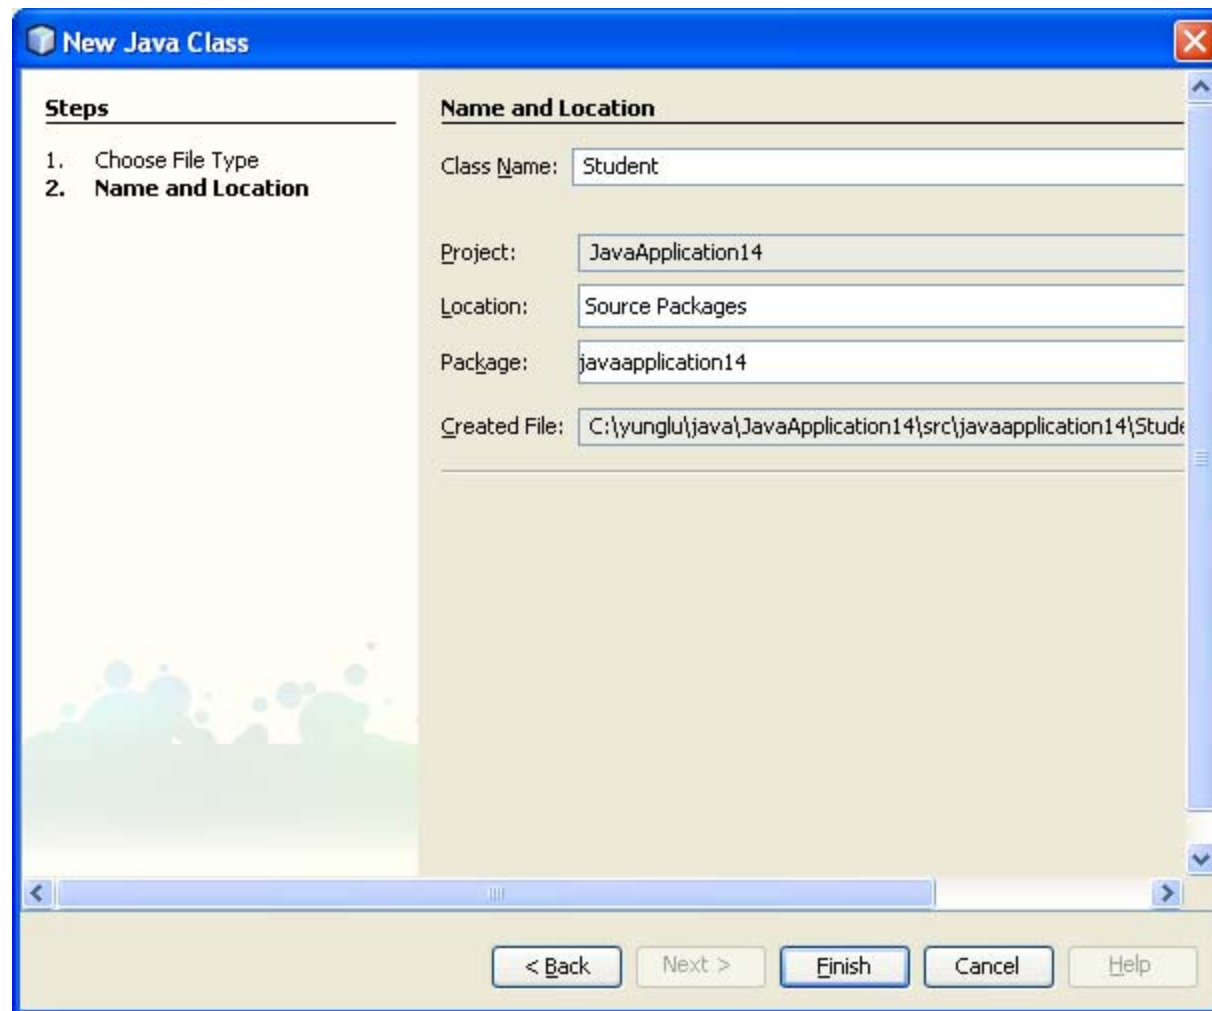 New Java Class
Steps
1. Choose File Type
2. Name and Location
Name and Location
Class Name: Student
Project: JavaApplication14
Location: Source Packages
Package: javaapplication14
Created File: C:\yunglu\java\JavaApplication14\src\javaapplication14\Stude
< Back Next > Finish Cancel Help